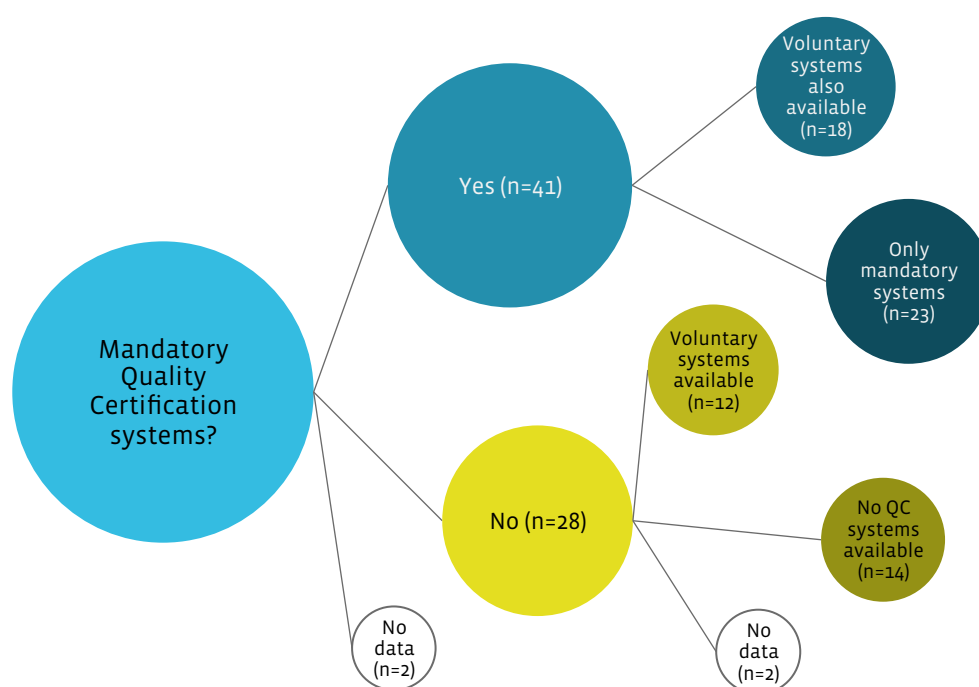 Mandatory
Quality
Certification
systems?
Yes (n=41)
Voluntary
systems
also
available
(n=18)
Only
mandatory
systems
(n=23)
No (n=28)
Voluntary
systems
available
(n=12)
No QC
systems
available
(n=14)
No
data
(n=2)
No
data
(n=2)